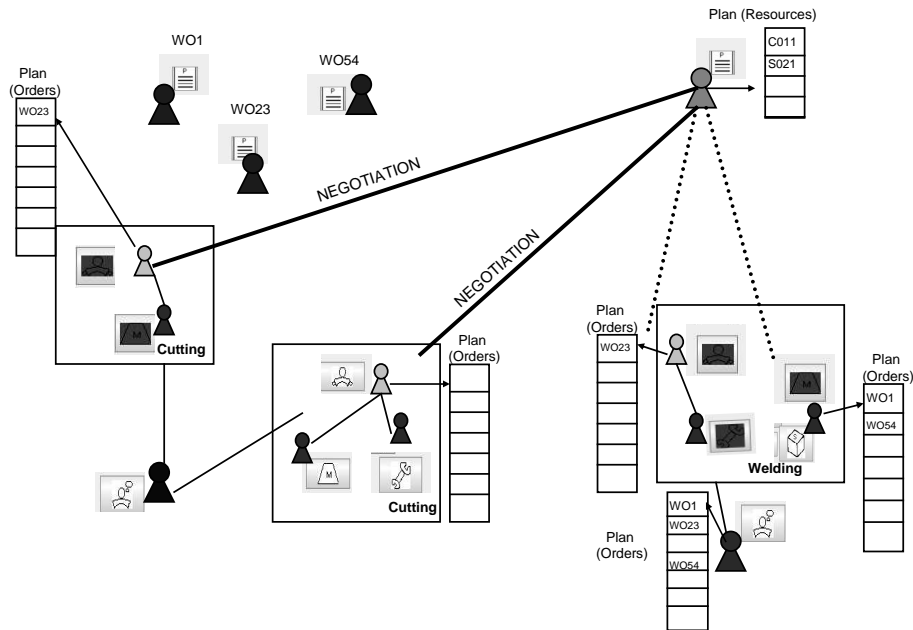 Plan (Resources)
C011
S021
WO1
WO54
WO23
Plan
(Orders)
WO23
NEGOTIATION
NEGOTIATION
M
Cutting
Plan
(Orders)
M
Cutting
Plan
(Orders)
WO23
M
S
Welding
Plan
(Orders)
WO1
WO54
Plan
(Orders)
WO1
WO23
WO54
P
P
P
P